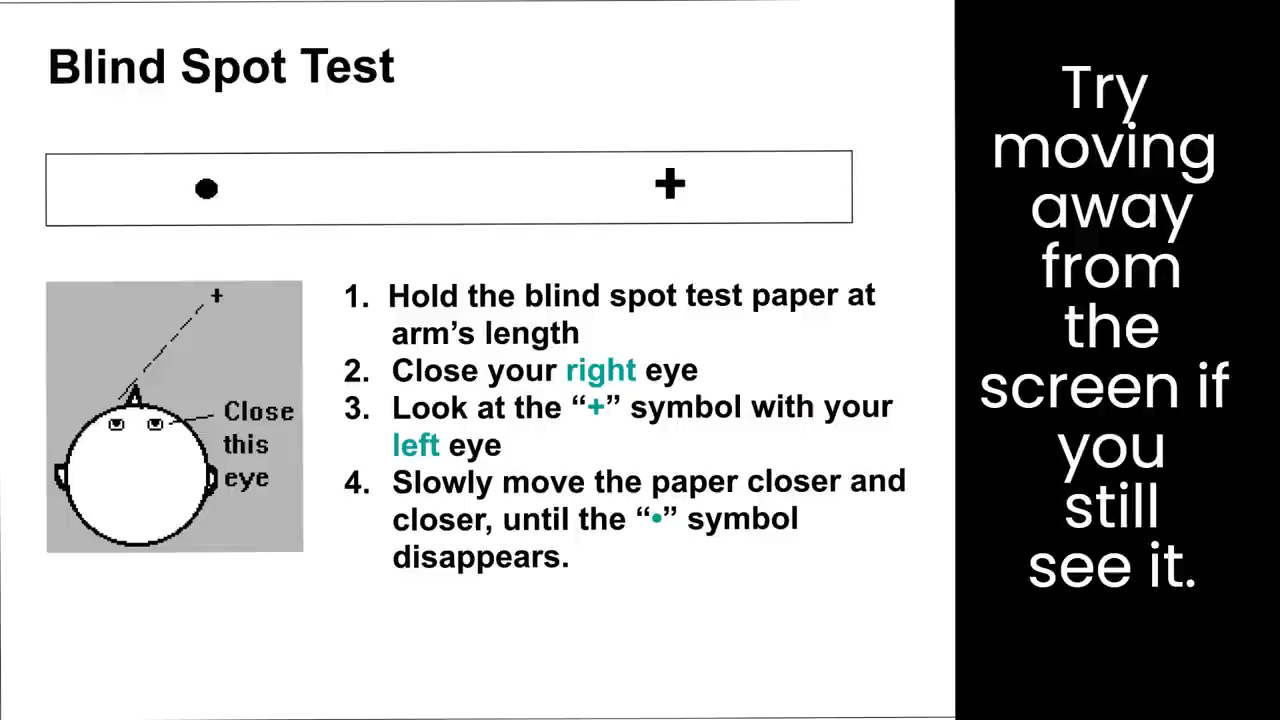 Blind Spot Test
• +
+
Close
this
eye
1. Hold the blind spot test paper at
arm’s length
2. Close your right eye
3. Look at the “+” symbol with your
left eye
4. Slowly move the paper closer and
closer, until the “•” symbol
disappears.
Try
moving
away
from
the
screen if
you
still
see it.